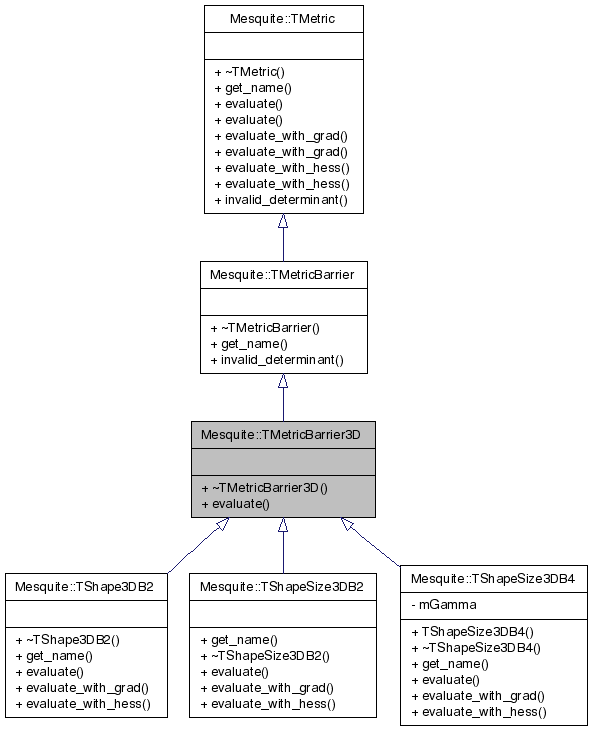 Mesquite::TMetric
+ ~TMetric()
+ get_name()
+ evaluate()
+ evaluate()
+ evaluate_with_grad()
+ evaluate_with_grad()
+ evaluate_with_hess()
+ evaluate_with_hess()
+ invalid_determinant()
Mesquite::TMetricBarrier
+ ~TMetricBarrier()
+ get_name()
+ invalid_determinant()
Mesquite::TMetricBarrier3D
+ ~TMetricBarrier3D()
+ evaluate()
Mesquite::TShape3DB2
+ ~TShape3DB2()
+ get_name()
+ evaluate()
+ evaluate_with_grad()
+ evaluate_with_hess()
Mesquite::TShapeSize3DB2
+ get_name()
+ ~TShapeSize3DB2()
+ evaluate()
+ evaluate_with_grad()
+ evaluate_with_hess()
Mesquite::TShapeSize3DB4
- mGamma
+ TShapeSize3DB4()
+ ~TShapeSize3DB4()
+ get_name()
+ evaluate()
+ evaluate_with_grad()
+ evaluate_with_hess()